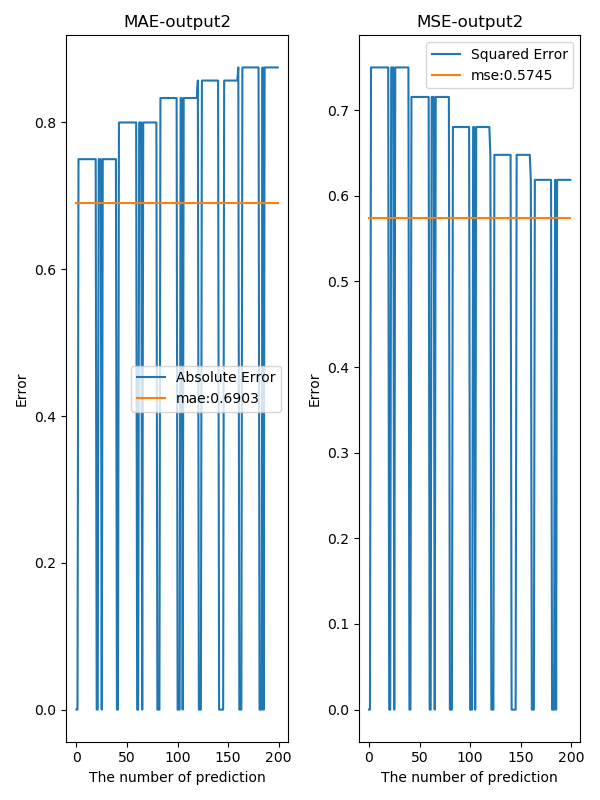 MAE-output2
Error
0.8
0.6
0.4
0.2
0.0
Absolute Error
mae:0.6903
0 50 100 150 200
The number of prediction
MSE-output2
Error
0.7
0.6
0.5
0.4
0.3
0.2
0.1
0.0
Squared Error
mse:0.5745
0 50 100 150 200
The number of prediction